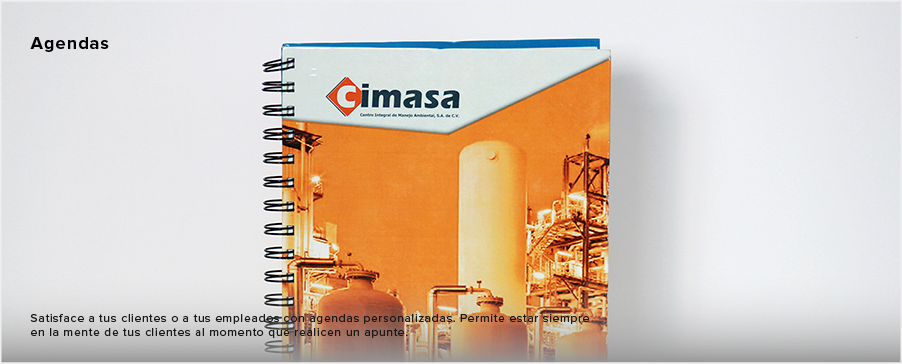 Agendas
Cimasa
Centro Integral de Manejo Ambiental, S.A. de C.V.
Satisface a tus clientes o a tus empleados con agendas personalizadas. Permite estar siempre
en la mente de tus clientes al momento que realicen un apunte.